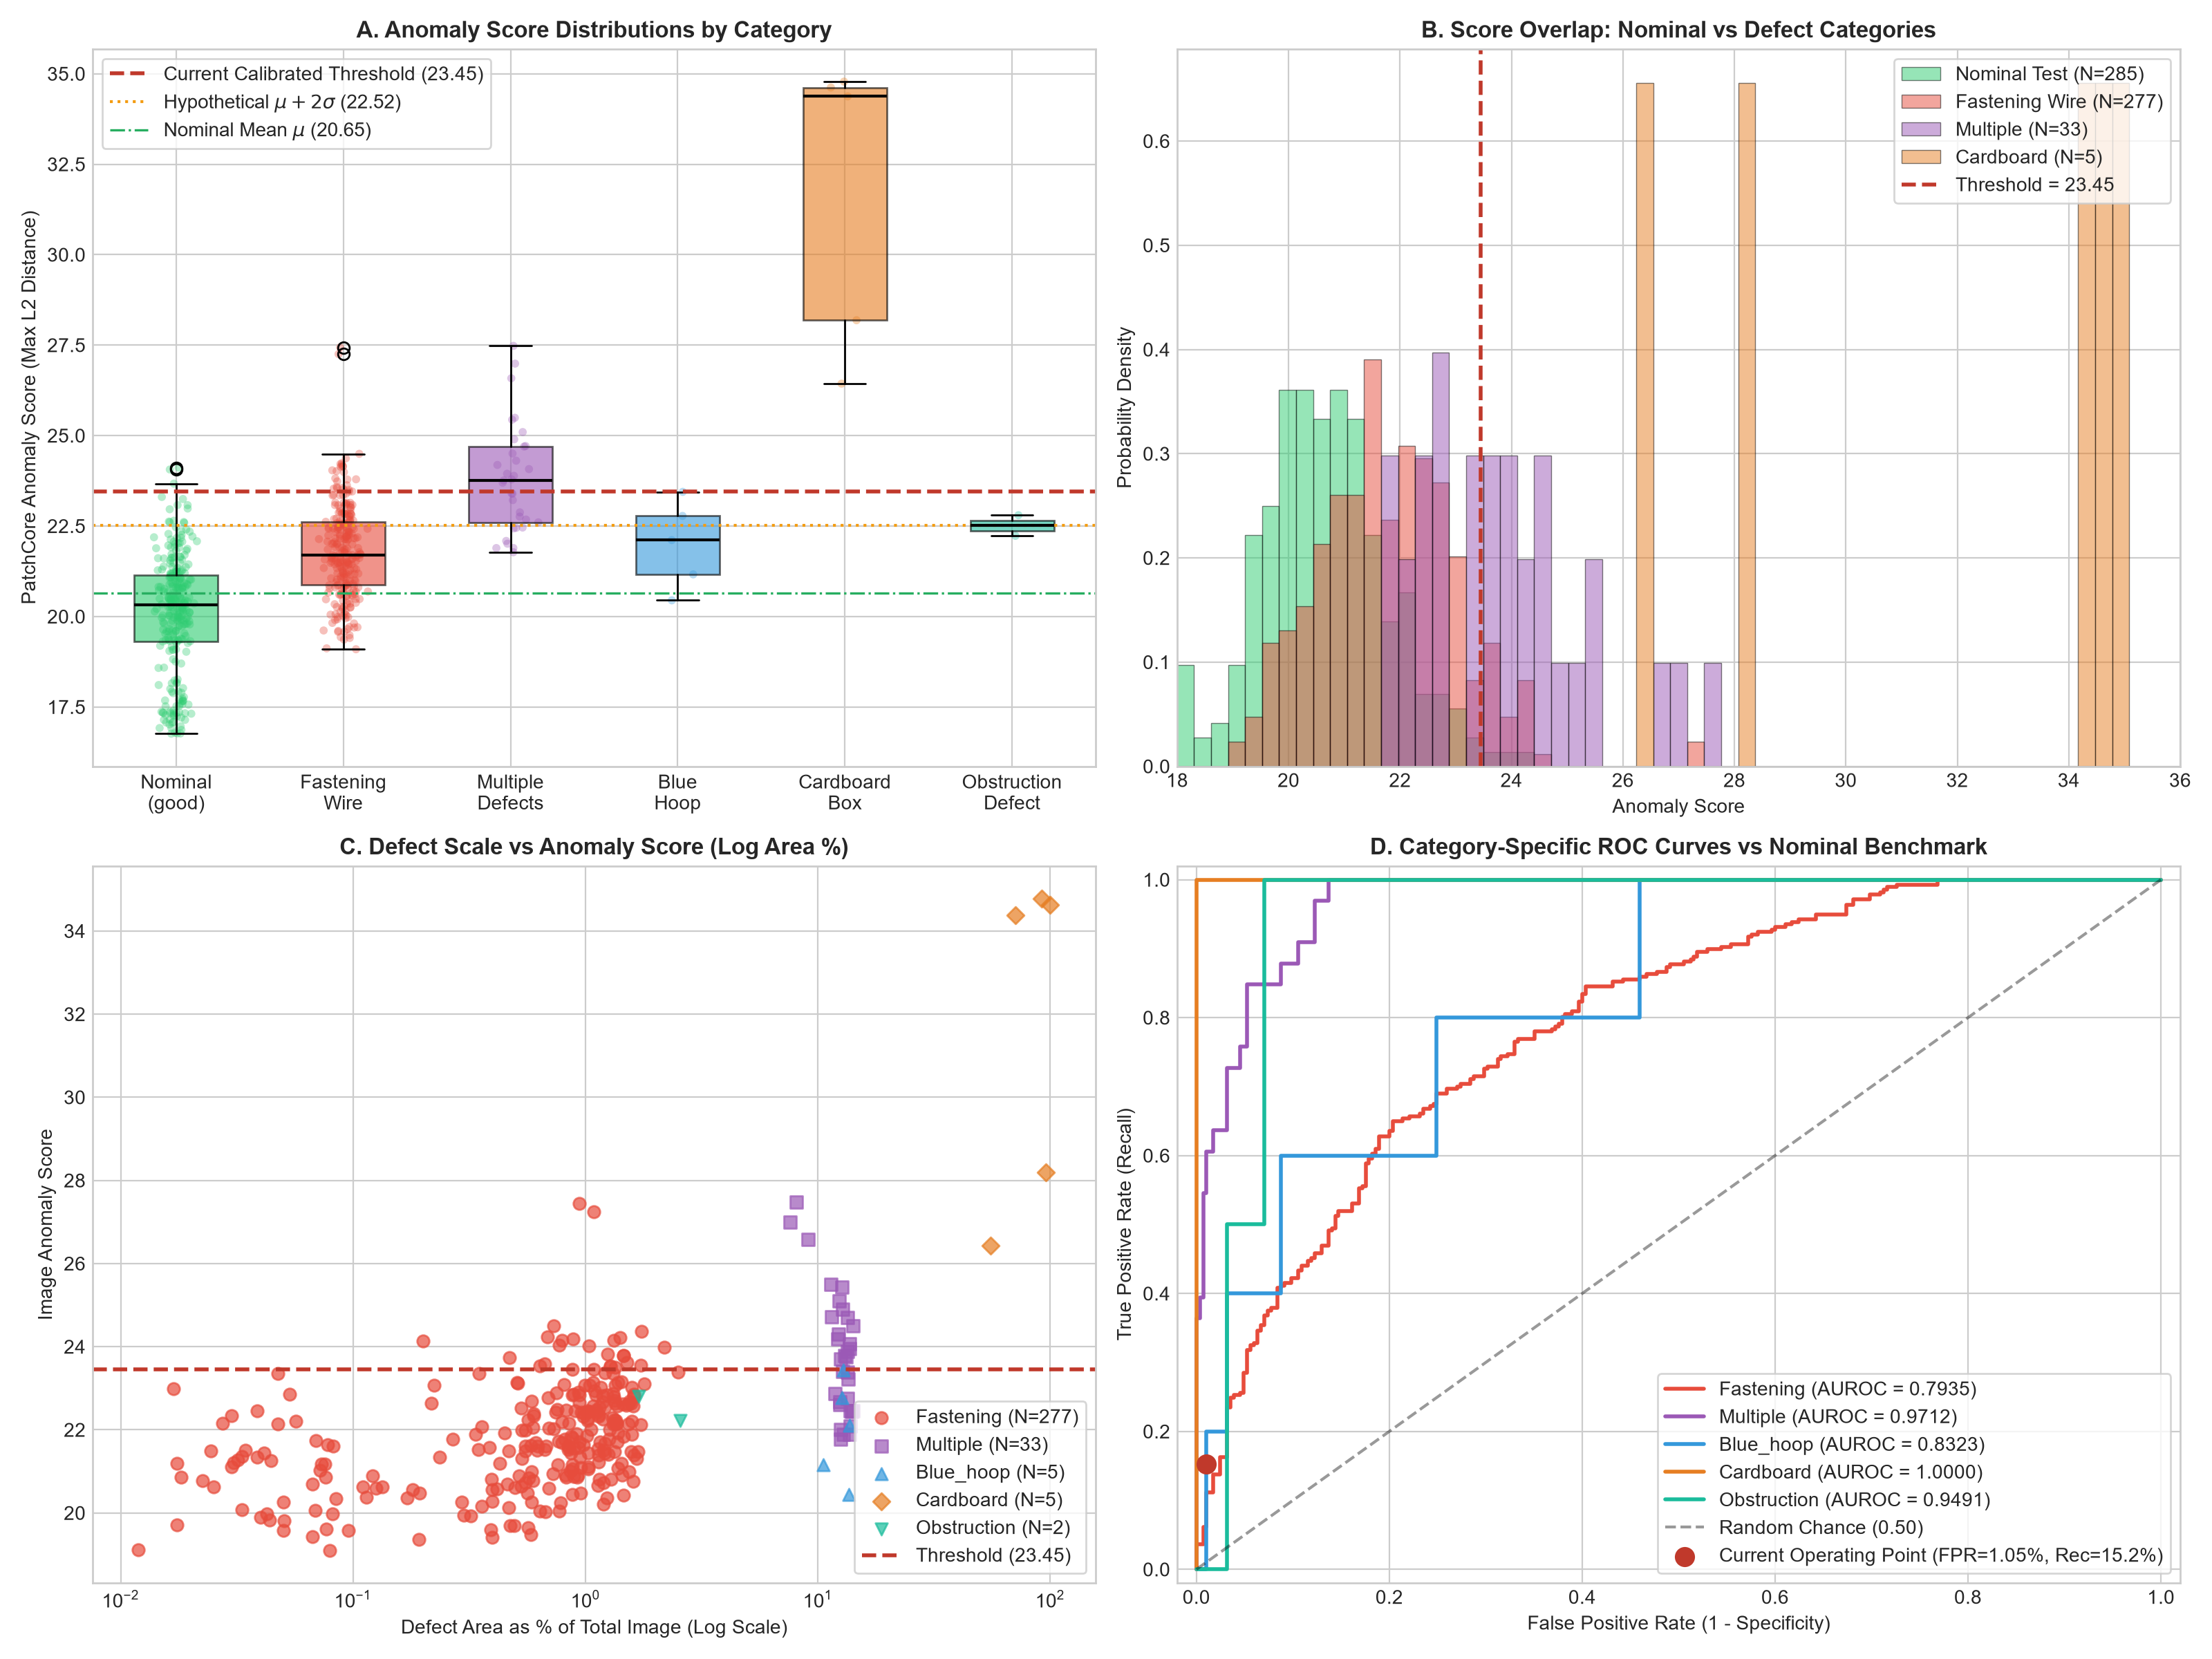 A. Anomaly Score Distributions by Category
PatchCore Anomaly Score (Max L2 Distance)
35.0
32.5
30.0
27.5
25.0
22.5
20.0
17.5
Current Calibrated Threshold (23.45)
Hypothetical μ + 2σ (22.52)
Nominal Mean μ (20.65)
Nominal
(good)
Fastening
Wire
Multiple
Defects
Blue
Hoop
Cardboard
Box
Obstruction
Defect
B. Score Overlap: Nominal vs Defect Categories
Probability Density
0.6
0.5
0.4
0.3
0.2
0.1
0.0
Nominal Test (N=285)
Fastening Wire (N=277)
Multiple (N=33)
Cardboard (N=5)
Threshold = 23.45
18 20 22 24 26 28 30 32 34 36
Anomaly Score
C. Defect Scale vs Anomaly Score (Log Area %)
Image Anomaly Score
34
32
30
28
26
24
22
20
Fastening (N=277)
Multiple (N=33)
Blue_hoop (N=5)
Cardboard (N=5)
Obstruction (N=2)
Threshold (23.45)
10⁻² 10⁻¹ 10⁰ 10¹ 10²
Defect Area as % of Total Image (Log Scale)
D. Category-Specific ROC Curves vs Nominal Benchmark
True Positive Rate (Recall)
1.0
0.8
0.6
0.4
0.2
0.0
Fastening (AUROC = 0.7935)
Multiple (AUROC = 0.9712)
Blue_hoop (AUROC = 0.8323)
Cardboard (AUROC = 1.0000)
Obstruction (AUROC = 0.9491)
Random Chance (0.50)
Current Operating Point (FPR=1.05%, Rec=15.2%)
0.0 0.2 0.4 0.6 0.8 1.0
False Positive Rate (1 - Specificity)